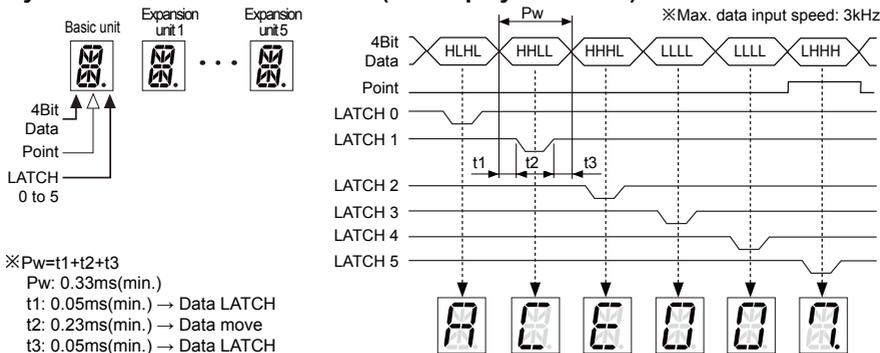 Basic unit
Expansion
unit 1
Expansion
unit 5
4Bit
Data
Point
LATCH
0 to 5
※Pw=t1+t2+t3
Pw: 0.33ms(min.)
t1: 0.05ms(min.) → Data LATCH
t2: 0.23ms(min.) → Data move
t3: 0.05ms(min.) → Data LATCH
Pw
※Max. data input speed: 3kHz
4Bit
Data
HLHL
HHLL
HHHL
LLLL
LLLL
LHHH
Point
LATCH 0
LATCH 1
t1
t2
t3
LATCH 2
LATCH 3
LATCH 4
LATCH 5
A
C
E
0
0
7.